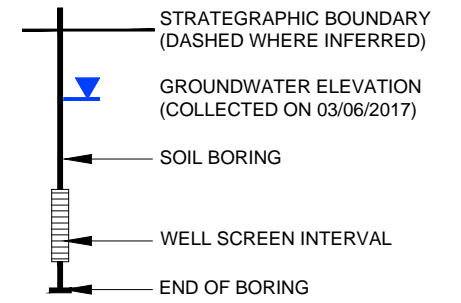 STRATEGRAPHIC BOUNDARY
(DASHED WHERE INFERRED)
GROUNDWATER ELEVATION
(COLLECTED ON 03/06/2017)
SOIL BORING
WELL SCREEN INTERVAL
END OF BORING